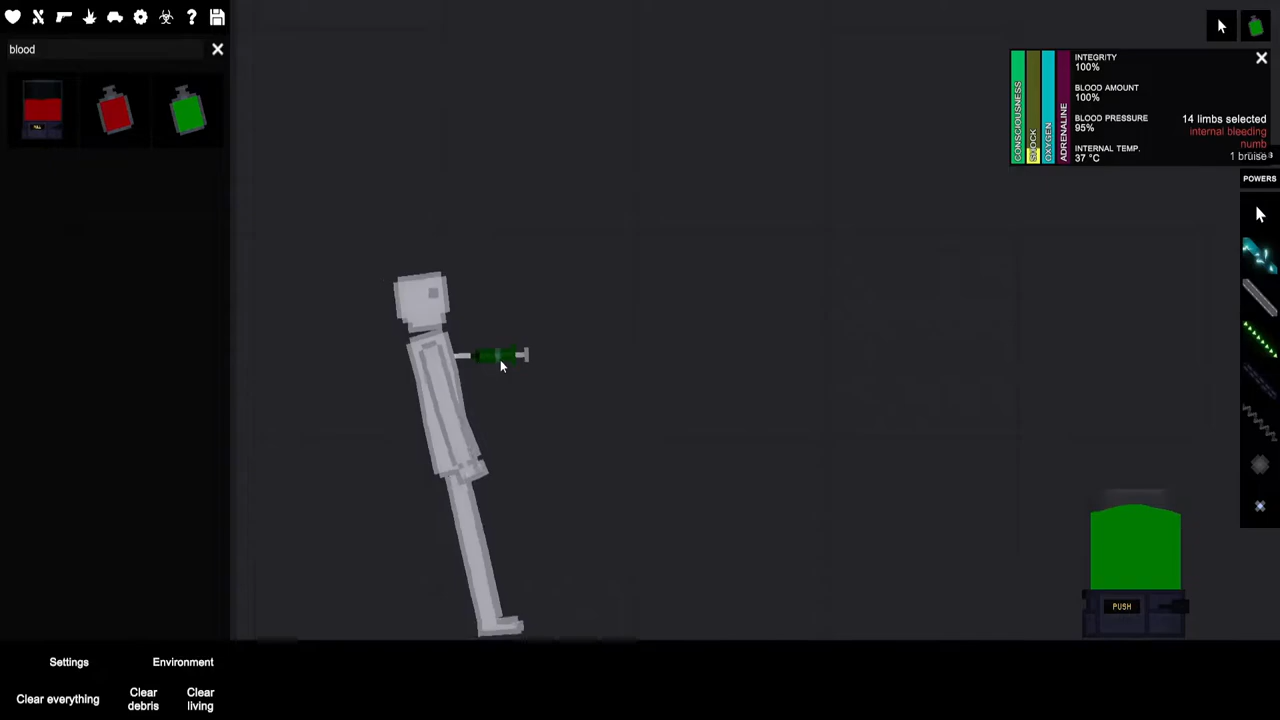 blood
FILL
CONSCIOUSNESS
SHOCK
OXYGEN
ADRENALINE
INTEGRITY
100%
BLOOD AMOUNT
100%
BLOOD PRESSURE
95%
INTERNAL TEMP.
37 °C
14 limbs selected
internal bleeding
numb
1 bruise
POWERS
PUSH
Settings
Environment
Clear everything
Clear
debris
Clear
living